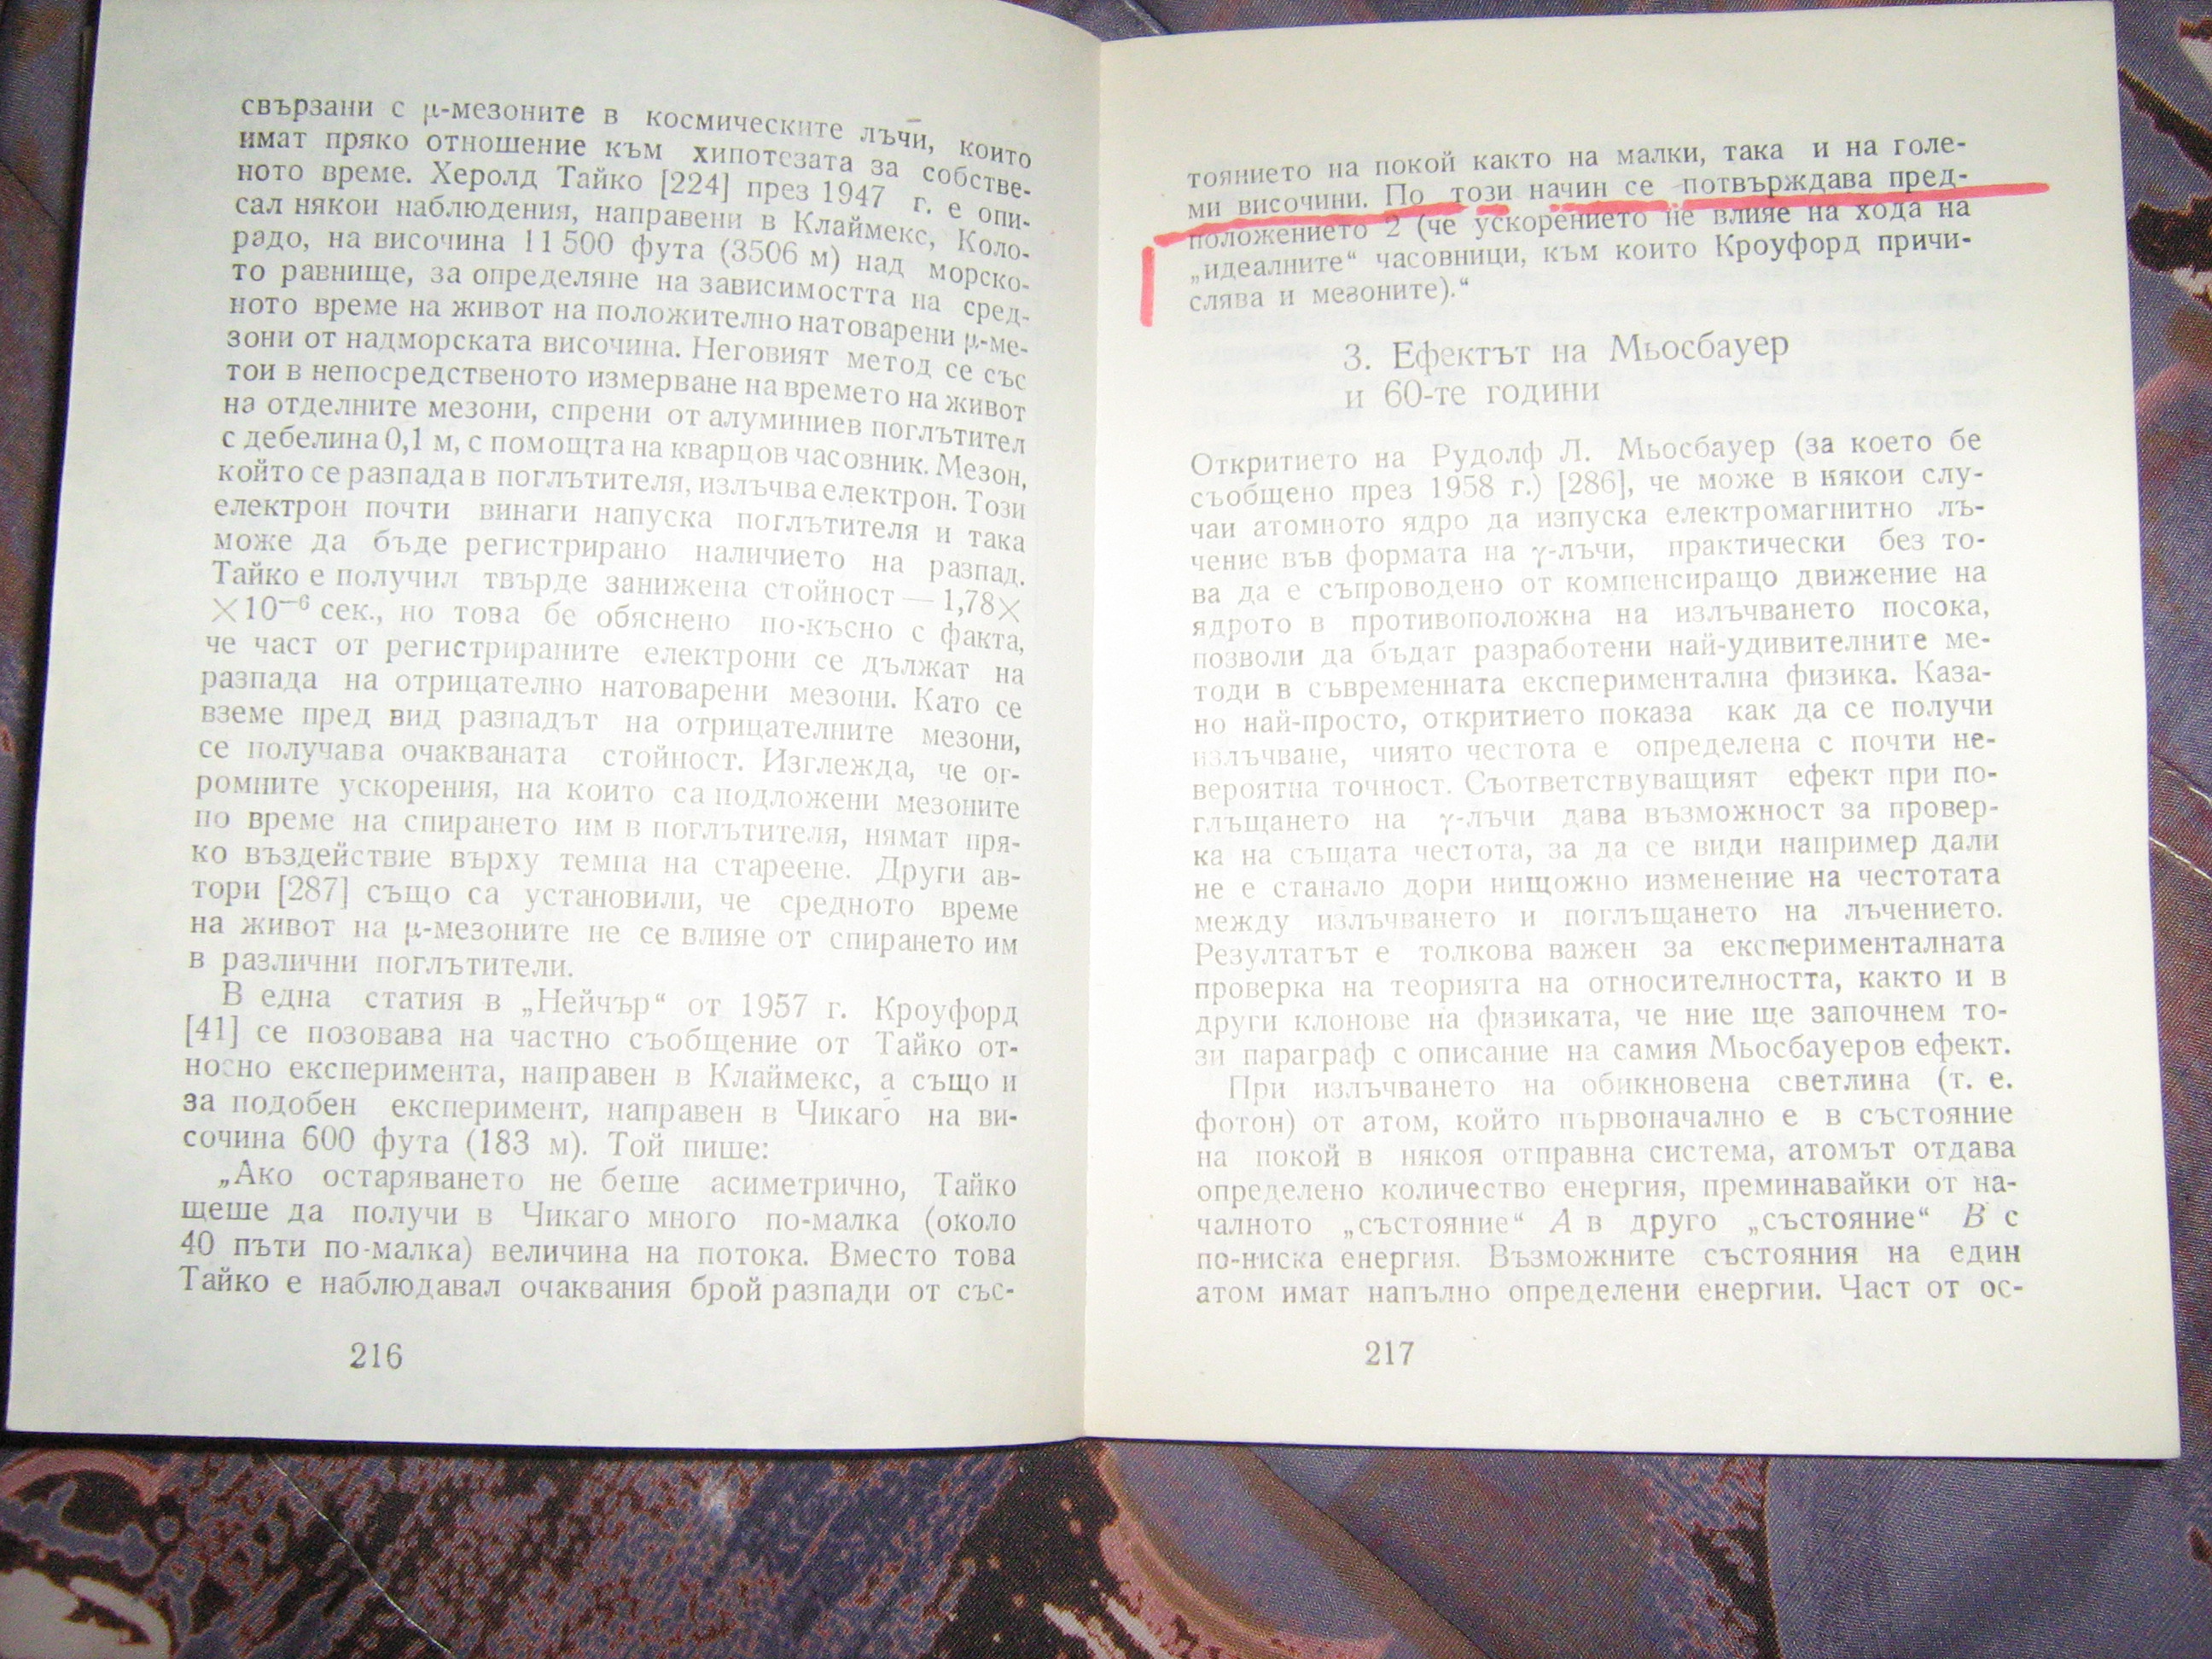 свързани с μ-мезоните в космическите лъчи, които
имат пряко отношение към хипотезата за собстве-
ното време. Херолд Тайко [224] през 1947 г. е опи-
сал някои наблюдения, направени в Клаймекс, Коло-
радо, на височина 11 500 фута (3506 м) над морско-
то равнище, за определяне на зависимостта на сред-
ното време на живот на положително натоварени μ-ме-
зони от надморската височина. Неговият метод се със
тои в непосредственото измерване на времето на живот
на отделните мезони, спрени от алуминиев поглътител
с дебелина 0,1 м, с помощта на кварцов часовник. Мезон,
който се разпада в поглътителя, излъчва електрон. Този
електрон почти винаги напуска поглътителя и така
може да бъде регистрирано наличието на разпад.
Тайко е получил твърде занижена стойност — 1,78×
×10⁻⁶ сек., но това бе обяснено по-късно с факта,
че част от регистрираните електрони се дължат на
разпада на отрицателно натоварени мезони. Като се
вземе пред вид разпадът на отрицателните мезони,
се получава очакваната стойност. Изглежда, че ог-
ромните ускорения, на които са подложени мезоните
по време на спирането им в поглътителя, нямат пря-
ко въздействие върху темпа на стареене. Други ав-
тори [287] също са установили, че средното време
на живот на μ-мезоните не се влияе от спирането им
в различни поглътители.
В една статия в „Нейчър“ от 1957 г. Кроуфорд
[41] се позовава на частно съобщение от Тайко от-
носно експеримента, направен в Клаймекс, а също и
за подобен експеримент, направен в Чикаго на ви-
сочина 600 фута (183 м). Той пише:
„Ако остаряването не беше асиметрично, Тайко
щеше да получи в Чикаго много по-малка (около
40 пъти по-малка) величина на потока. Вместо това
Тайко е наблюдавал очаквания брой разпади от със-
216
тоянието на покой както на малки, така и на голе-
ми височини. По този начин се потвърждава пред-
положението 2 (че ускорението не влияе на хода на
„идеалните“ часовници, към които Кроуфорд причи-
слява и мезоните).“
3. Ефектът на Мьосбауер
и 60-те години
Откритието на Рудолф Л. Мьосбауер (за което бе
съобщено през 1958 г.) [286], че може в някои слу-
чаи атомното ядро да изпуска електромагнитно лъ-
чение във формата на γ-лъчи, практически без то-
ва да е съпроводено от компенсиращо движение на
ядрото в противоположна на излъчването посока,
позволи да бъдат разработени най-удивителните ме-
тоди в съвременната експериментална физика. Каза-
но най-просто, откритието показа как да се получи
излъчване, чиято честота е определена с почти не-
вероятна точност. Съответствуващият ефект при по-
глъщането на γ-лъчи дава възможност за провер-
ка на същата честота, за да се види например дали
не е станало дори нищожно изменение на честотата
между излъчването и поглъщането на лъчението.
Резултатът е толкова важен за експерименталната
проверка на теорията на относителността, както и в
други клонове на физиката, че ние ще започнем то-
зи параграф с описание на самия Мьосбауеров ефект.
При излъчването на обикновена светлина (т. е.
фотон) от атом, който първоначално е в състояние
на покой в някоя отправна система, атомът отдава
определено количество енергия, преминавайки от на-
чалното „състояние“ A в друго „състояние“ B с
по-ниска енергия. Възможните състояния на един
атом имат напълно определени енергии. Част от ос-
217